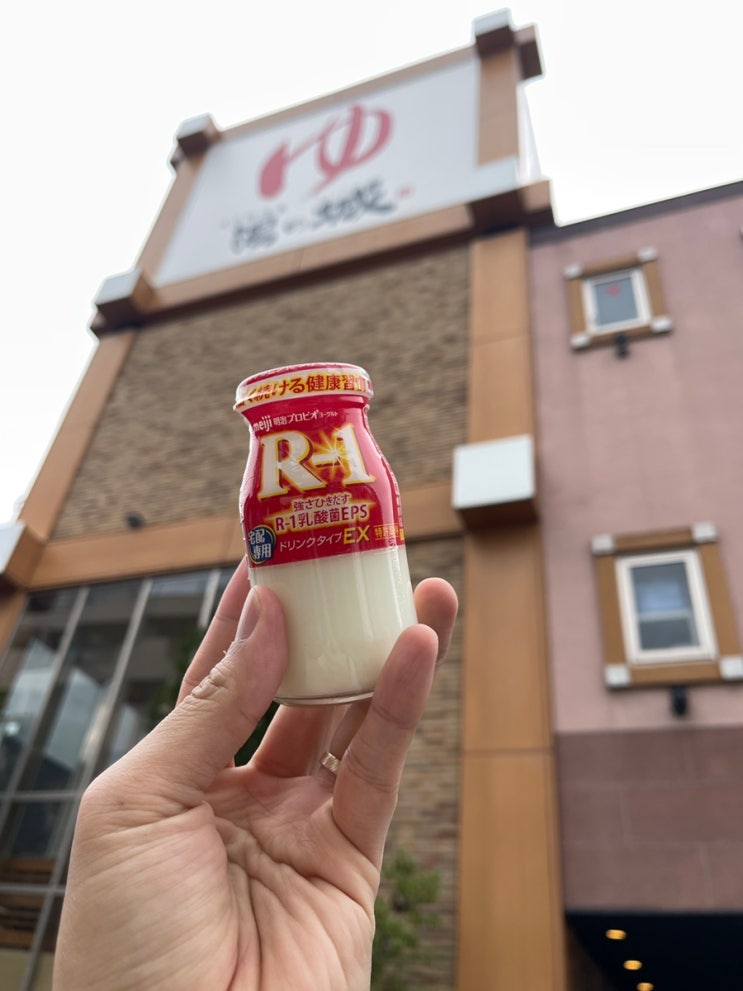 ゆ
湯の城
く続ける健康習慣
meiji 明治プロビオヨーグルト
R-1
強さひきだす
R-1乳酸菌EPS
宅配
専用
ドリンクタイプEX